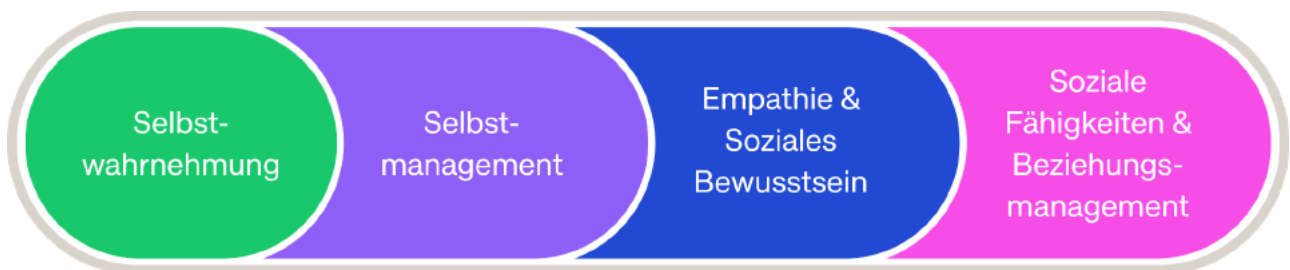 Selbst-
wahrnehmung
Selbst-
management
Empathie &
Soziales
Bewusstsein
Soziale
Fähigkeiten &
Beziehungs-
management